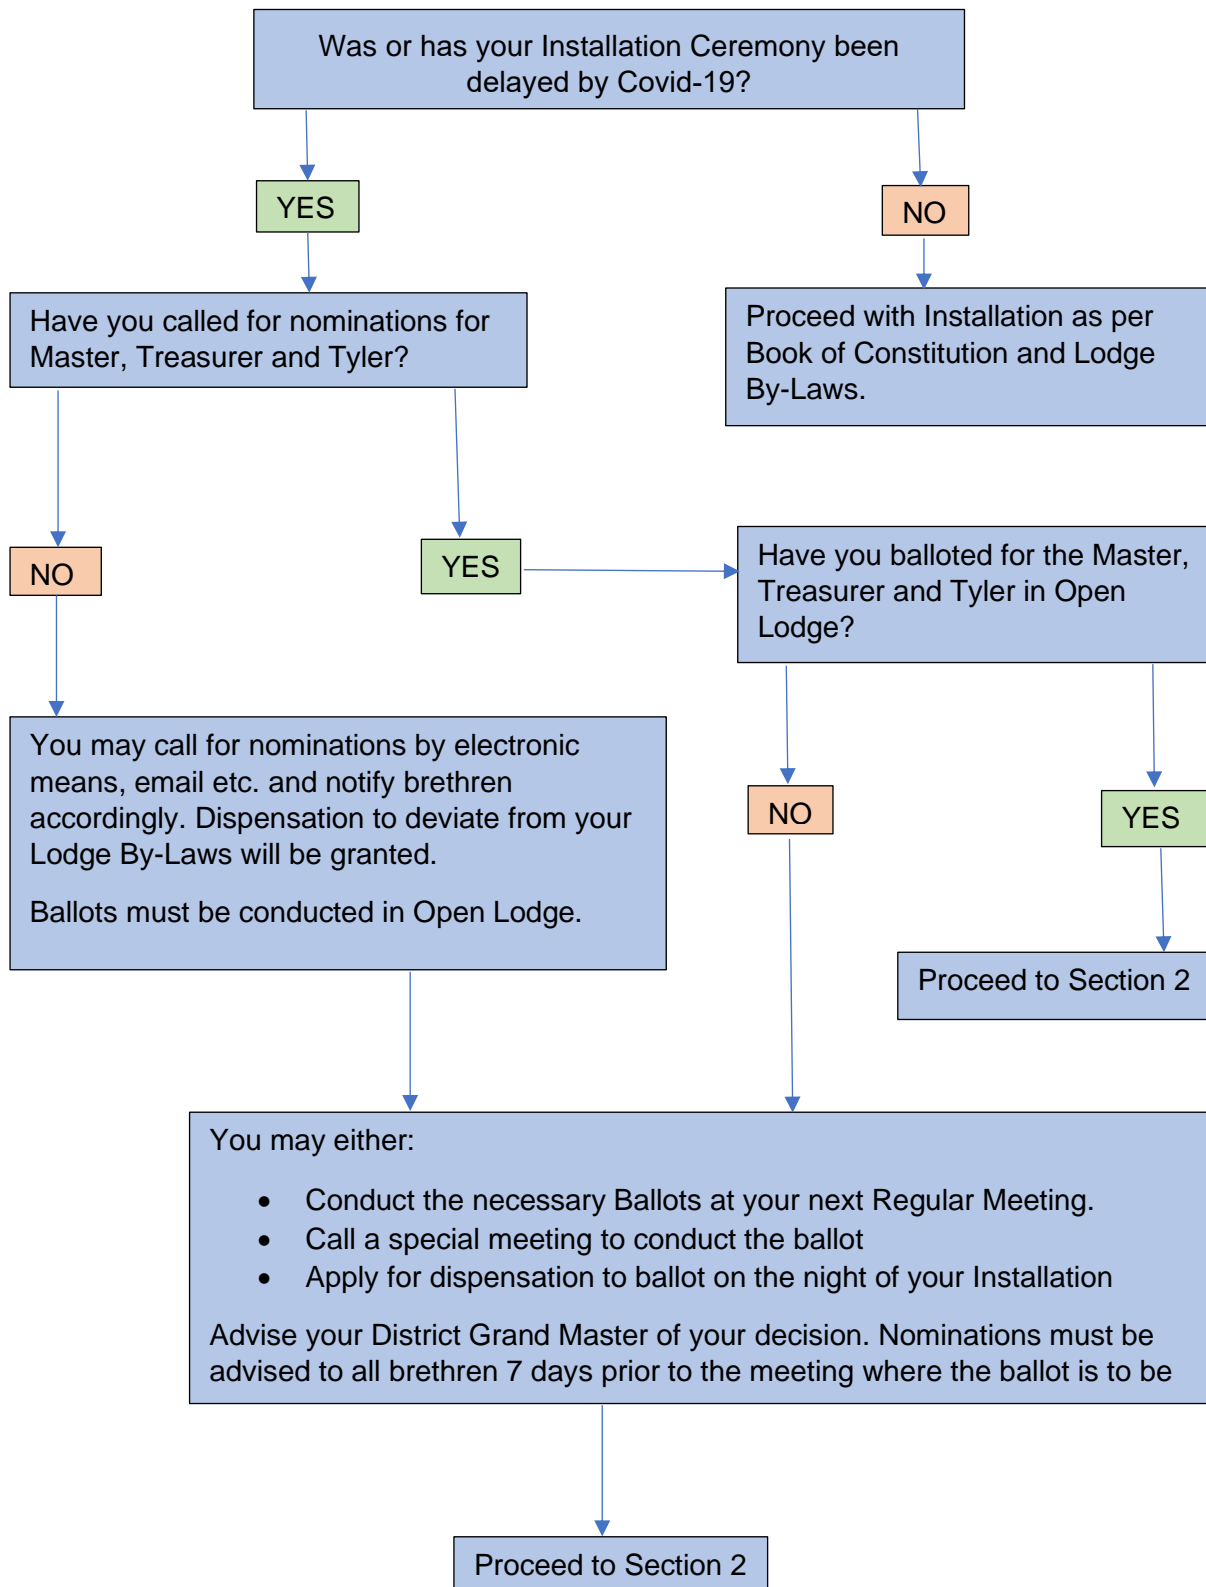 Was or has your Installation Ceremony been
delayed by Covid-19?
YES
NO
Have you called for nominations for
Master, Treasurer and Tyler?
Proceed with Installation as per
Book of Constitution and Lodge
By-Laws.
NO
YES
Have you balloted for the Master,
Treasurer and Tyler in Open
Lodge?
You may call for nominations by electronic
means, email etc. and notify brethren
accordingly. Dispensation to deviate from your
Lodge By-Laws will be granted.
Ballots must be conducted in Open Lodge.
NO
YES
Proceed to Section 2
You may either:
• Conduct the necessary Ballots at your next Regular Meeting.
• Call a special meeting to conduct the ballot
• Apply for dispensation to ballot on the night of your Installation
Advise your District Grand Master of your decision. Nominations must be
advised to all brethren 7 days prior to the meeting where the ballot is to be
Proceed to Section 2